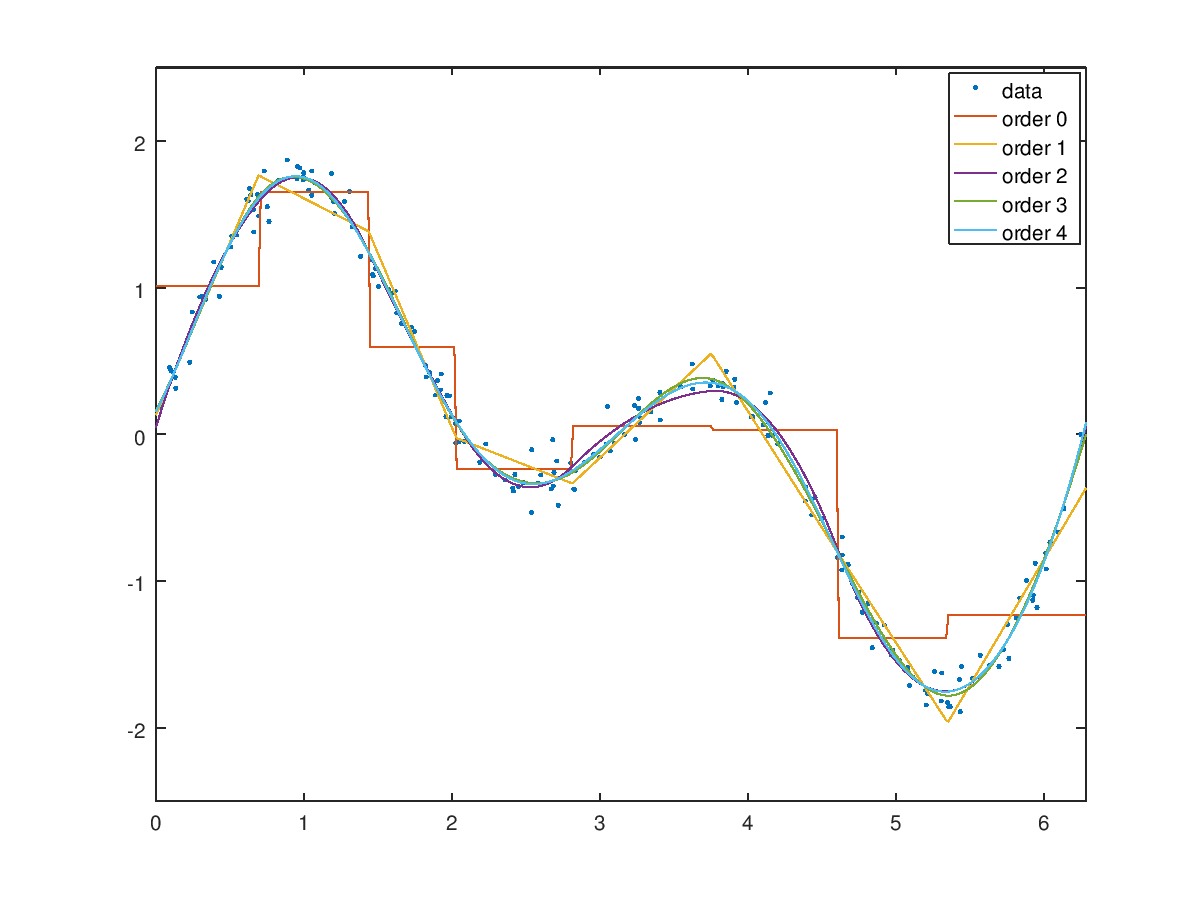 data
order 0
order 1
order 2
order 3
order 4
2
1
0
-1
-2
0 1 2 3 4 5 6